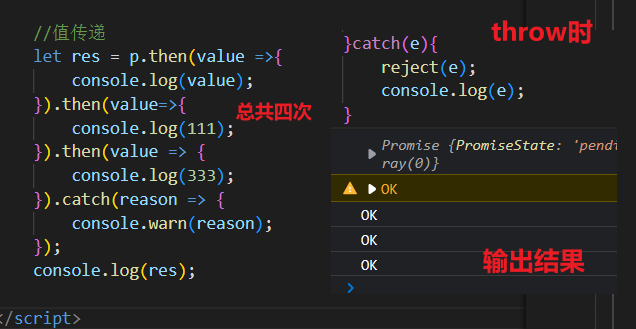 //值传递
let res = p.then(value =>{
console.log(value);
}).then(value=>{
console.log(111);
}).then(value => {
console.log(333);
}).catch(reason => {
console.warn(reason);
});
console.log(res);
</script>
总共四次
throw时
}catch(e){
reject(e);
console.log(e);
}
Promise {PromiseState: 'pendi
ray(0)}
OK
OK
OK
OK
输出结果